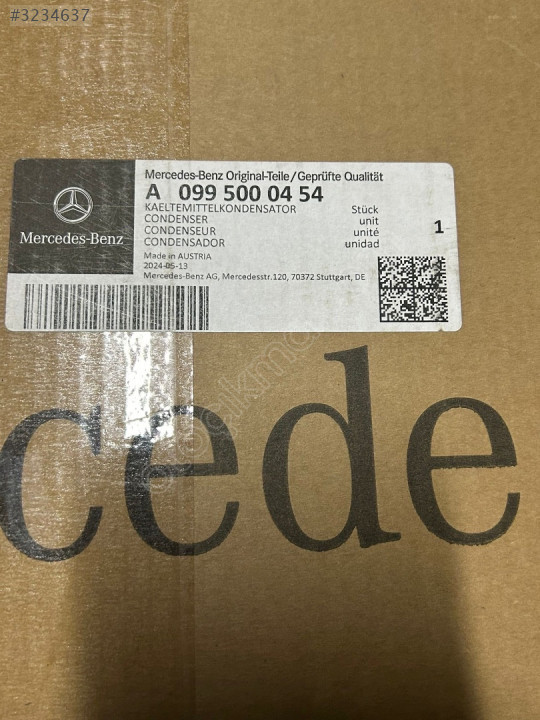 #3234637
Mercedes-Benz Original-Teile/Geprüfte Qualität
A 099 500 04 54
KAELTEMITTELKONDENSATOR Stück
CONDENSER unit
CONDENSEUR unité
CONDENSADOR unidad
1
Made in AUSTRIA
2024-05-13
Mercedes-Benz AG, Mercedesstr.120, 70372 Stuttgart, DE
Mercedes-Benz
cede